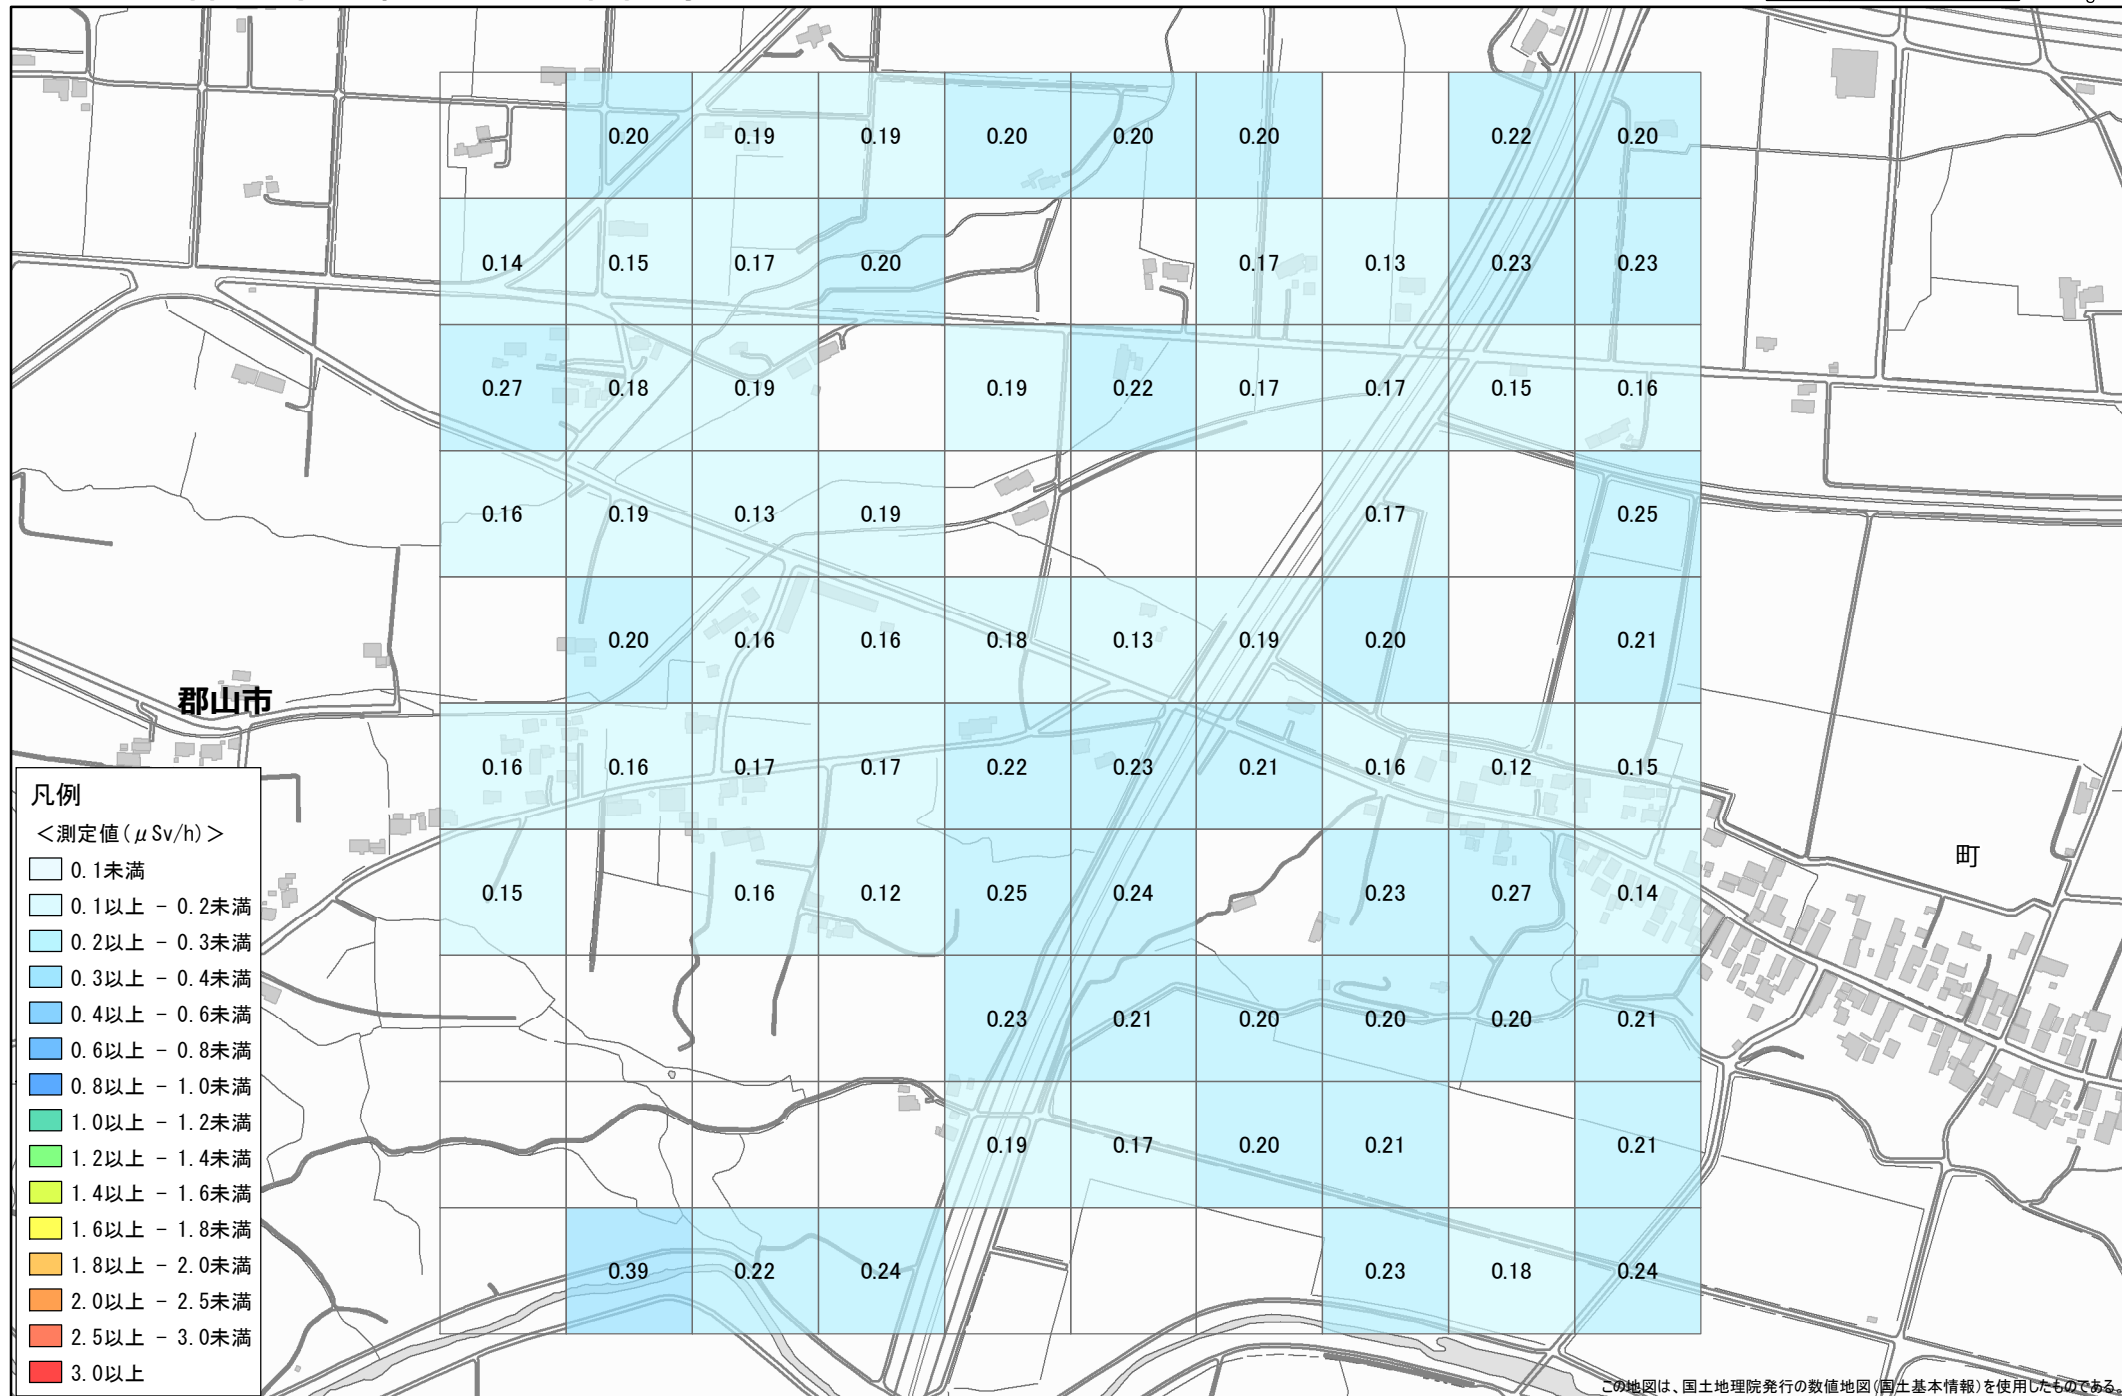 0.20 0.19 0.19 0.20 0.20 0.20 0.22 0.20
0.14 0.15 0.17 0.20 0.17 0.13 0.23 0.23
0.27 0.18 0.19 0.19 0.22 0.17 0.17 0.15 0.16
0.16 0.19 0.13 0.19 0.17 0.25
0.20 0.16 0.16 0.18 0.13 0.19 0.20 0.21
郡山市
0.16 0.16 0.17 0.17 0.22 0.23 0.21 0.16 0.12 0.15
町
0.15 0.16 0.12 0.25 0.24 0.23 0.27 0.14
0.23 0.21 0.20 0.20 0.20 0.21
0.19 0.17 0.20 0.21 0.21
0.39 0.22 0.24 0.23 0.18 0.24
凡例
＜測定値(μSv/h)＞
0.1未満
0.1以上 - 0.2未満
0.2以上 - 0.3未満
0.3以上 - 0.4未満
0.4以上 - 0.6未満
0.6以上 - 0.8未満
0.8以上 - 1.0未満
1.0以上 - 1.2未満
1.2以上 - 1.4未満
1.4以上 - 1.6未満
1.6以上 - 1.8未満
1.8以上 - 2.0未満
2.0以上 - 2.5未満
2.5以上 - 3.0未満
3.0以上
この地図は、国土地理院発行の数値地図(国土基本情報)を使用したものである。